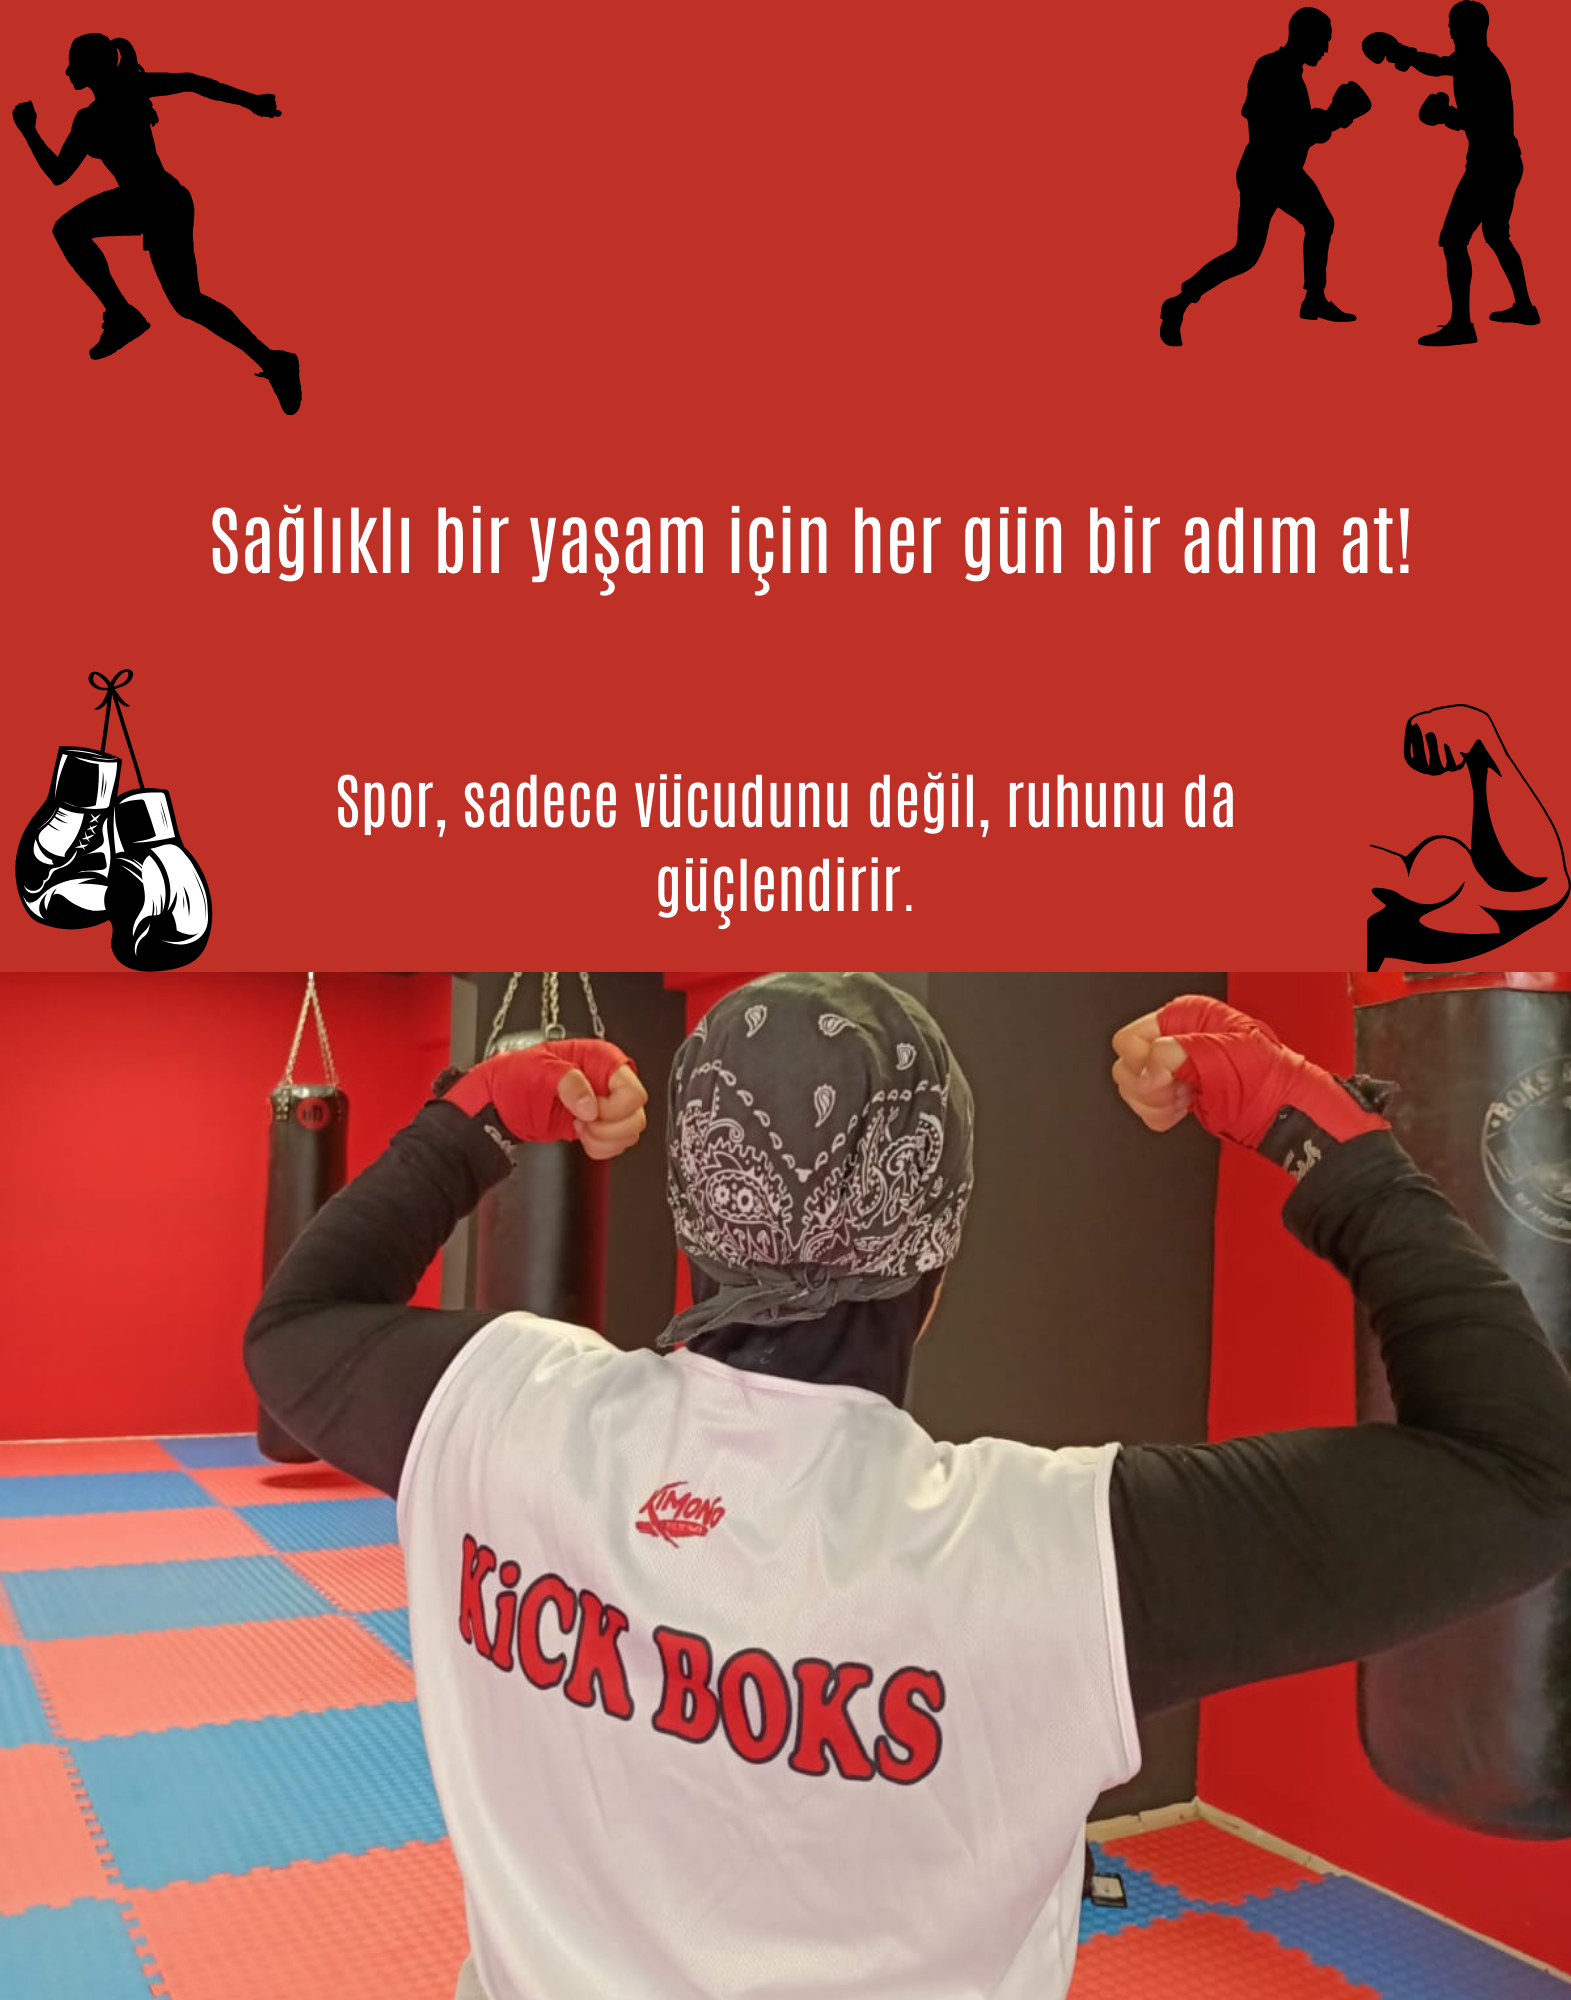 Sağlıklı bir yaşam için her gün bir adım at!
Spor, sadece vücudunu değil, ruhunu da
güçlendirir.
BOKS
KIMONO
KiCK BOKS